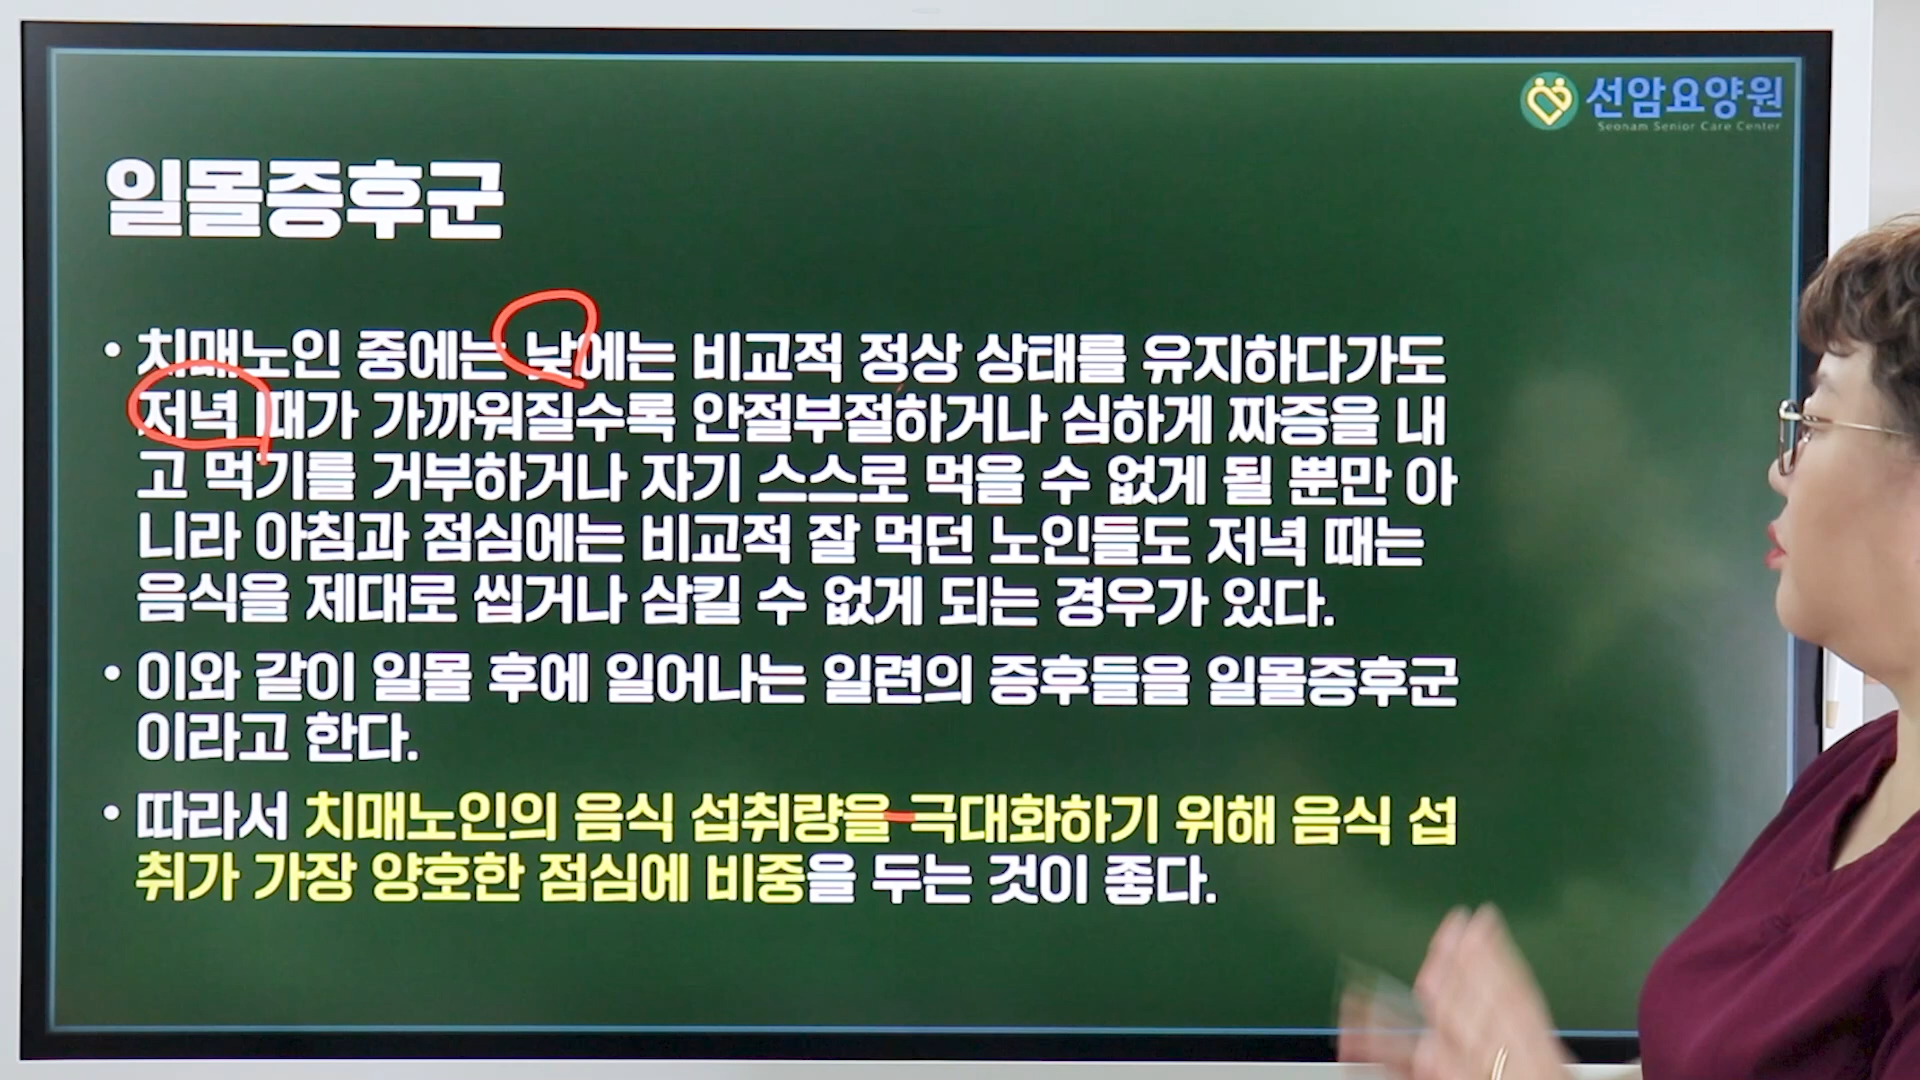 선암요양원
Seonam Senior Care Center
일몰증후군
• 치매노인 중에는 낮에는 비교적 정상 상태를 유지하다가도
저녁 때가 가까워질수록 안절부절하거나 심하게 짜증을 내
고 먹기를 거부하거나 자기 스스로 먹을 수 없게 될 뿐만 아
니라 아침과 점심에는 비교적 잘 먹던 노인들도 저녁 때는
음식을 제대로 씹거나 삼킬 수 없게 되는 경우가 있다.
• 이와 같이 일몰 후에 일어나는 일련의 증후들을 일몰증후군
이라고 한다.
• 따라서 치매노인의 음식 섭취량을 극대화하기 위해 음식 섭
취가 가장 양호한 점심에 비중을 두는 것이 좋다.